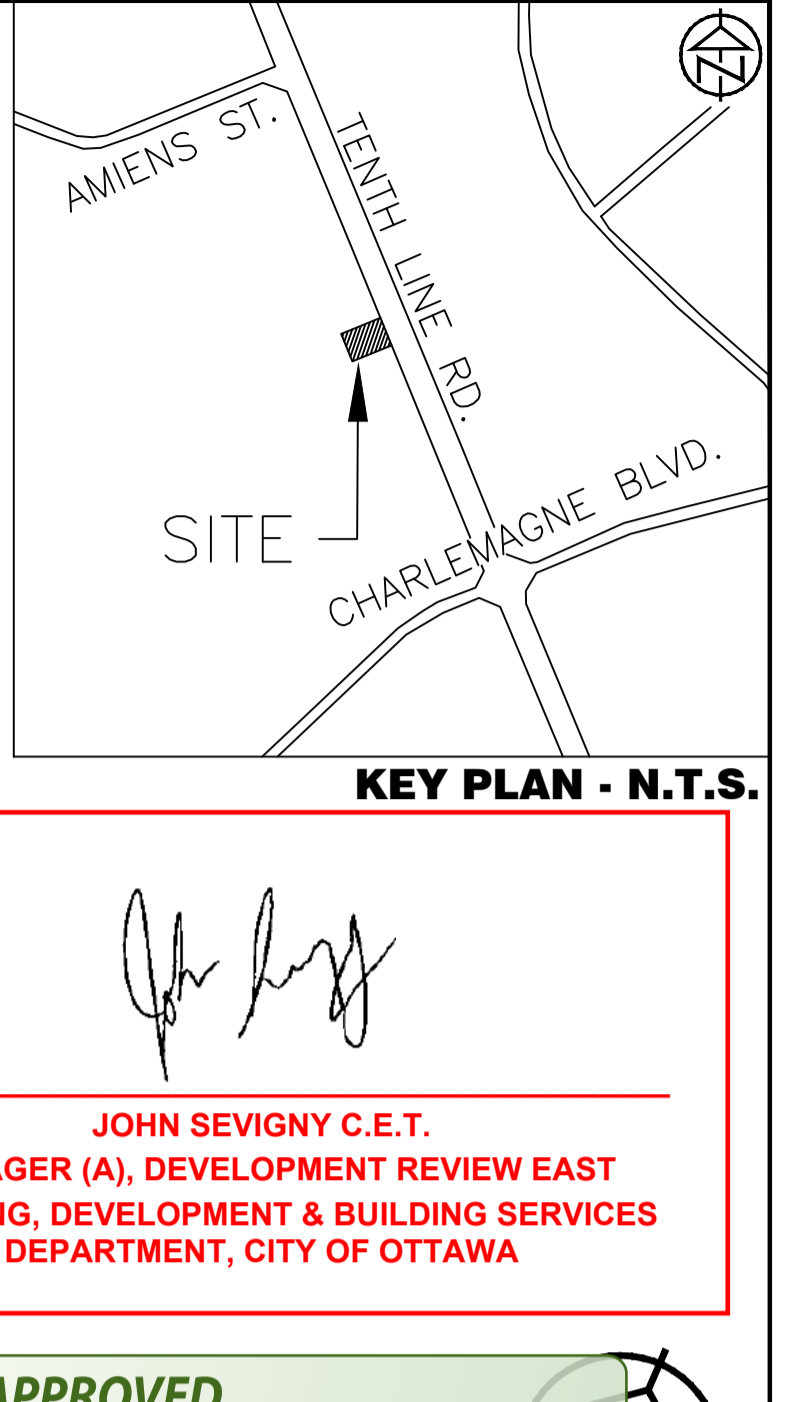 N
AMIENS ST.
TENTH LINE RD.
SITE
CHARLEMAGNE BLVD.
KEY PLAN - N.T.S.
JOHN SEVIGNY C.E.T.
AGER (A), DEVELOPMENT REVIEW EAST
NG, DEVELOPMENT & BUILDING SERVICES
DEPARTMENT, CITY OF OTTAWA
APPROVED